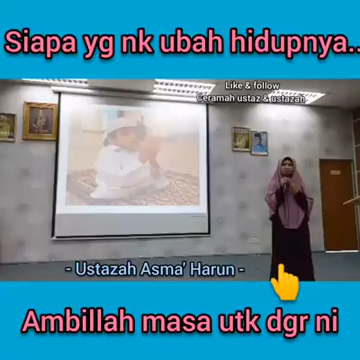 Siapa yg nk ubah hidupnya..
Like & follow
Ceramah ustaz & ustazah
- Ustazah Asma' Harun -
Ambillah masa utk dgr ni